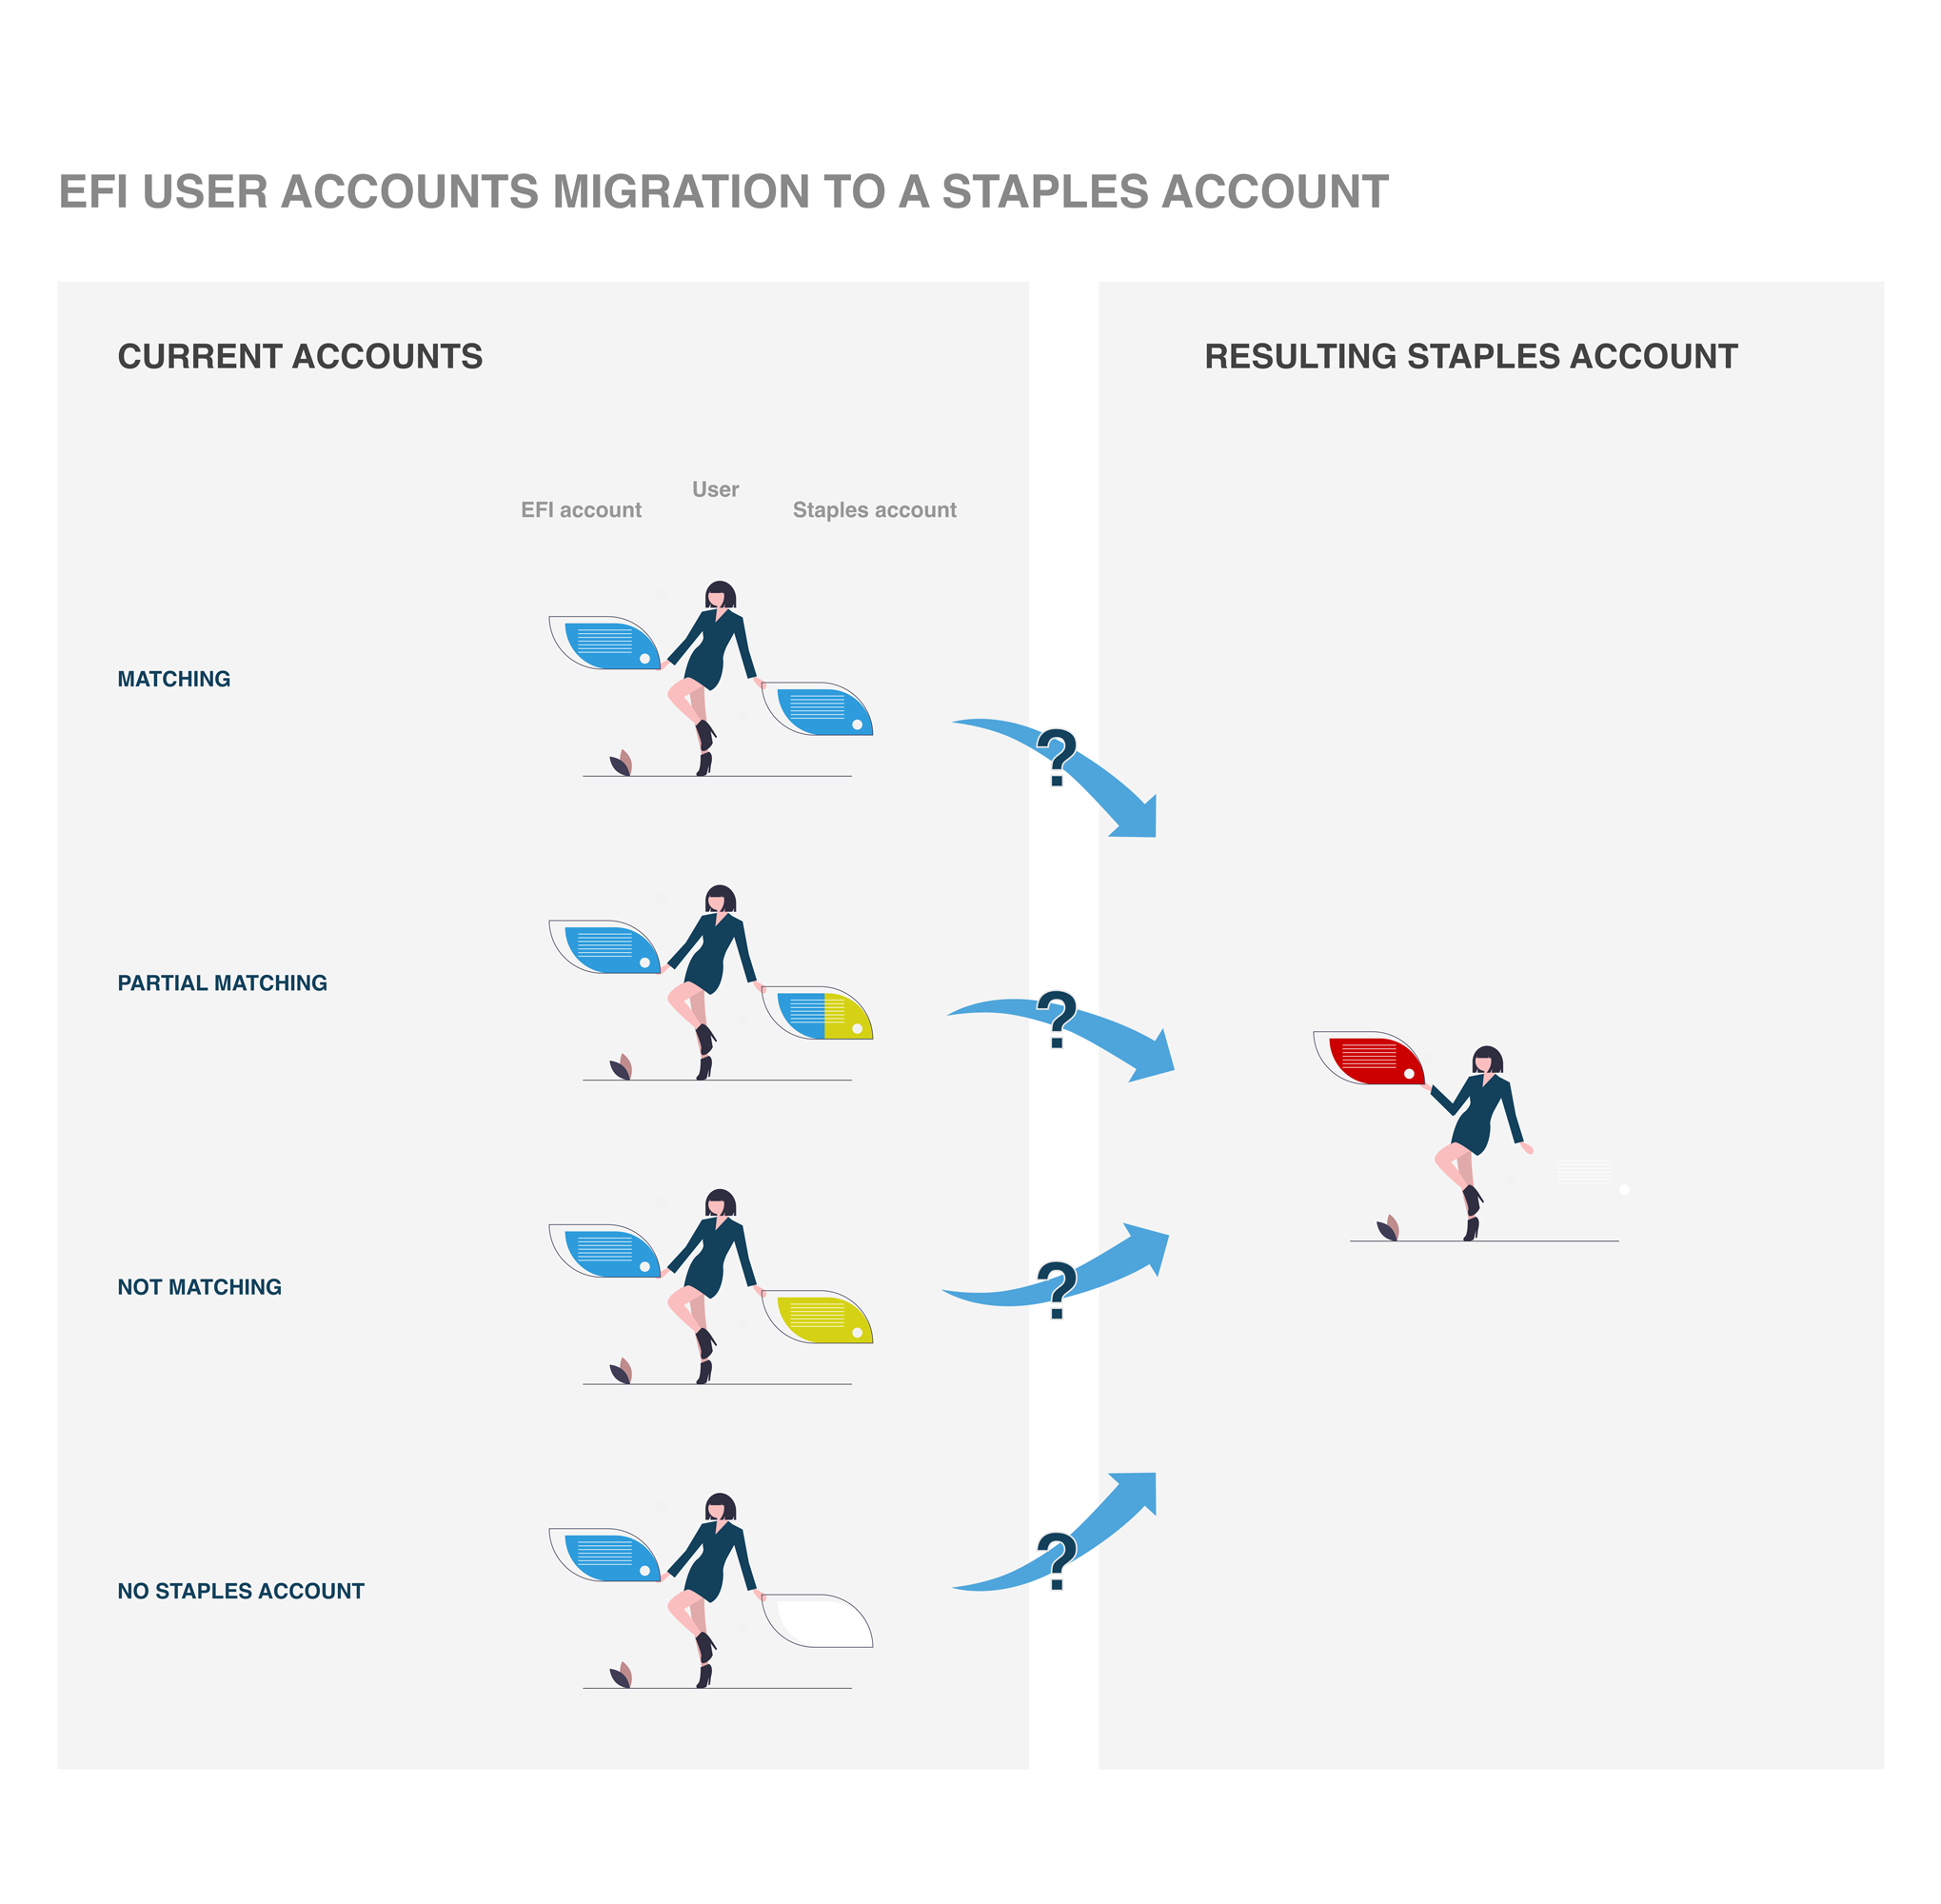 EFI USER ACCOUNTS MIGRATION TO A STAPLES ACCOUNT
CURRENT ACCOUNTS
RESULTING STAPLES ACCOUNT
User
EFI account
Staples account
MATCHING
?
PARTIAL MATCHING
?
NOT MATCHING
?
NO STAPLES ACCOUNT
?